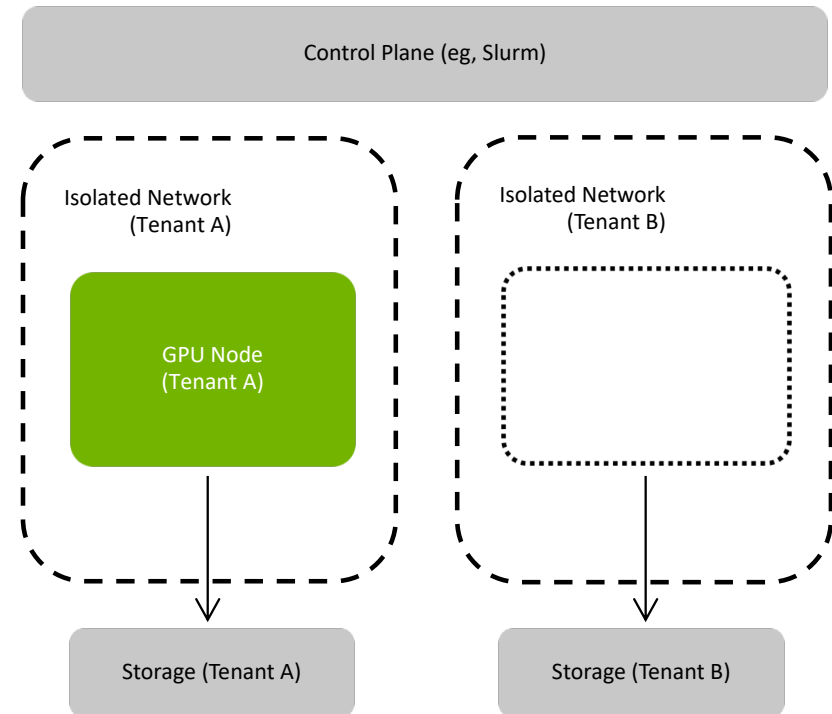 Control Plane (eg, Slurm)
Isolated Network
(Tenant A)
Isolated Network
(Tenant B)
GPU Node
(Tenant A)
Storage (Tenant A)
Storage (Tenant B)